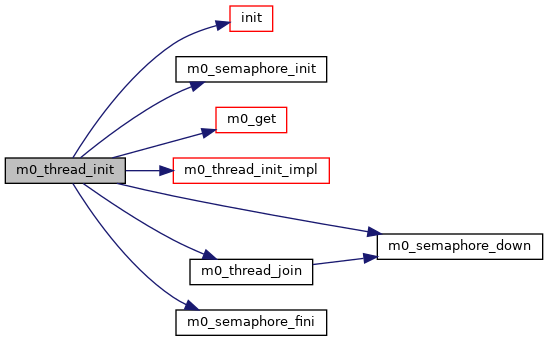 init
m0_semaphore_init
m0_get
m0_thread_init
m0_thread_init_impl
m0_semaphore_down
m0_thread_join
m0_semaphore_fini